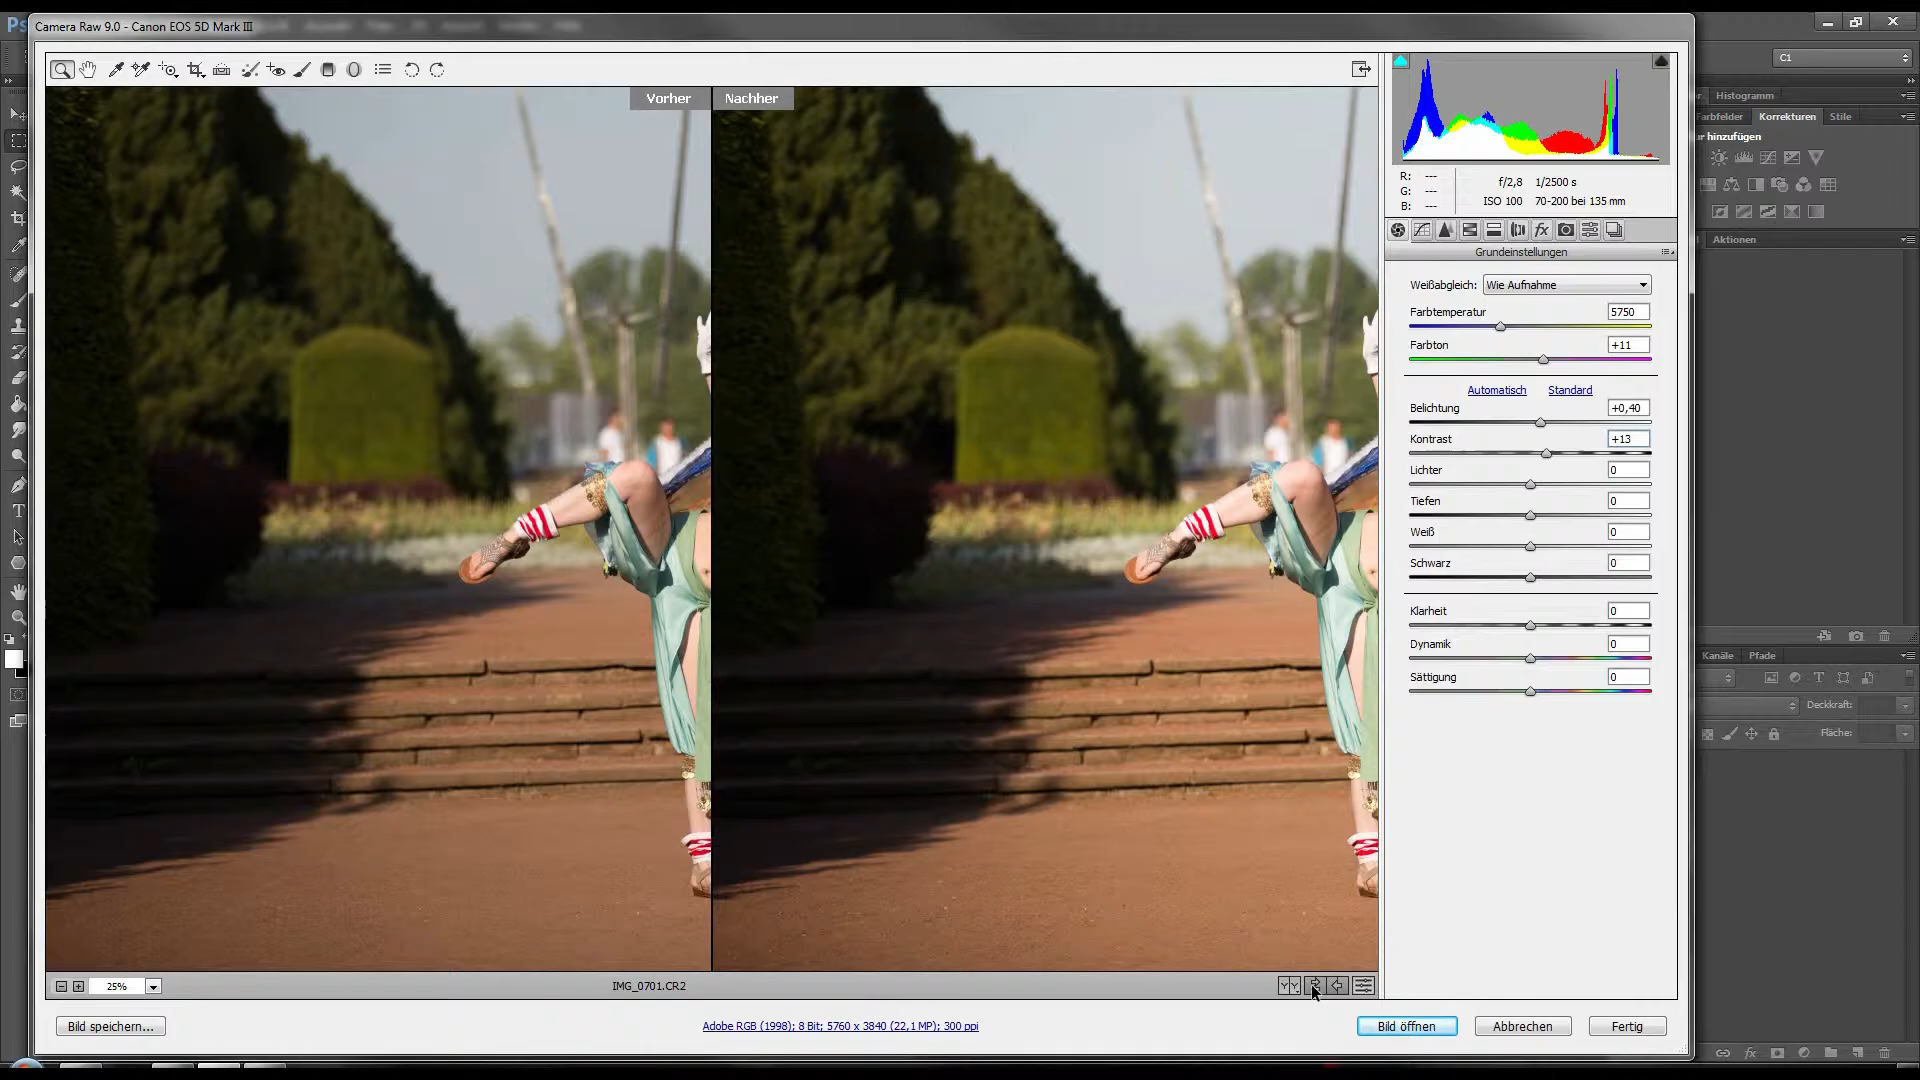 Camera Raw 9.0 - Canon EOS 5D Mark III
Ps
C1
Vorher
Nachher
Histogramm
Farbfelder
Korrekturen
Stile
ur hinzufügen
R: ---
G: ---
B: ---
f/2,8
1/2500 s
ISO 100
70-200 bei 135 mm
Aktionen
Grundeinstellungen
Weißabgleich:
Wie Aufnahme
Farbtemperatur
5750
Farbton
+11
Automatisch
Standard
Belichtung
+0,40
Kontrast
+13
Lichter
0
Tiefen
0
Weiß
0
Schwarz
0
Klarheit
0
Dynamik
0
Sättigung
0
Kanäle
Pfade
Deckkraft:
Fläche:
25%
IMG_0701.CR2
Bild speichern...
Adobe RGB (1998); 8 Bit; 5760 x 3840 (22,1 MP); 300 ppi
Bild öffnen
Abbrechen
Fertig